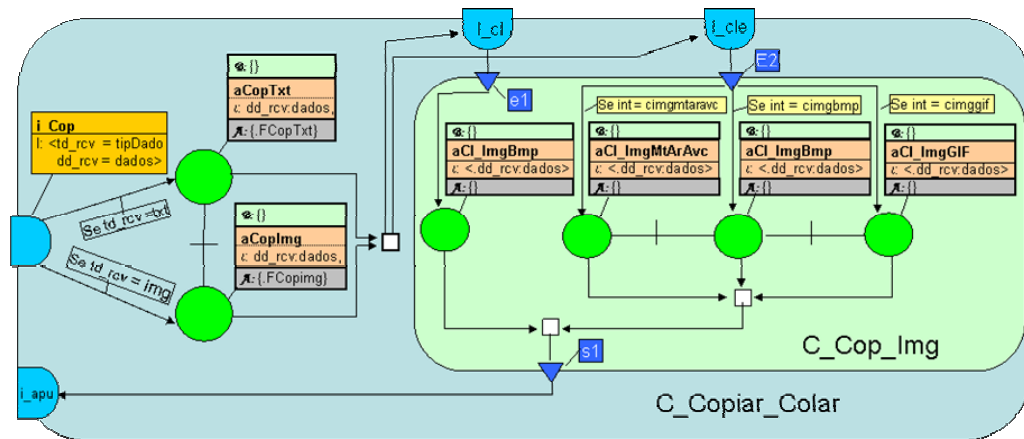 I_cl
i_cle
E2
e1
: {}
aCopTxt
ι: dd_rcv:dados,
A: {.FCopTxt}
i_Cop
I: <td_rcv = tipDado
dd_rcv = dados>
Se td_rcv =txt
: {}
aCopImg
ι: dd_rcv:dados,
A: {.FCopimg}
Se td_rcv = img
Se int = cimgmtaravc
Se int = cimgbmp
Se int = cimggif
: {}
aCl_ImgBmp
ι: <.dd_rcv:dados>
A: {}
: {}
aCl_ImgMtArAvc
ι: <.dd_rcv:dados>
A: {}
: {}
aCl_ImgBmp
ι: <.dd_rcv:dados>
A: {}
: {}
aCl_ImgGIF
ι: <.dd_rcv:dados>
A: {}
s1
C_Cop_Img
i_apu
C_Copiar_Colar